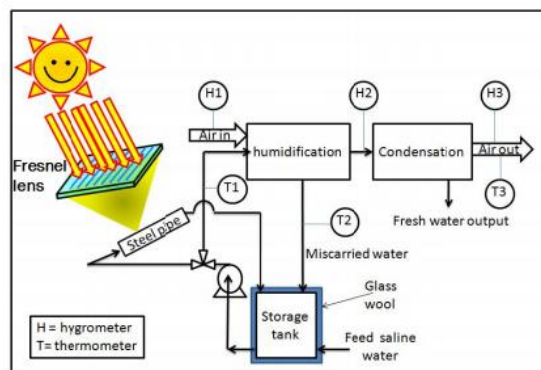 H1
H2
H3
Air in
humidification
Condensation
Air out
Fresnel
lens
T1
T2
T3
Fresh water output
Steel pipe
Miscarried water
Glass
wool
Storage
tank
Feed saline
water
H = hygrometer
T= thermometer